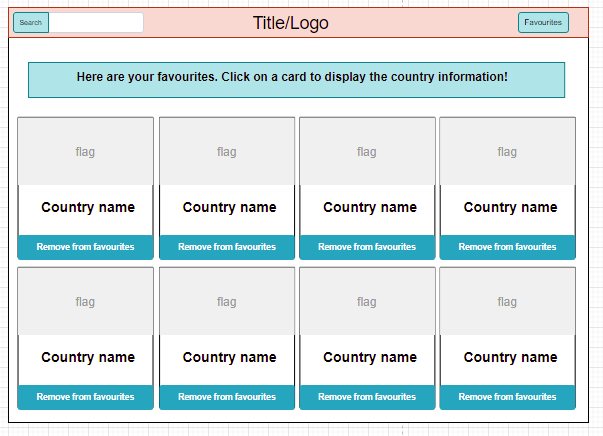 Search
Title/Logo
Favourites
Here are your favourites. Click on a card to display the country information!
flag
flag
flag
flag
Country name
Country name
Country name
Country name
Remove from favourites
Remove from favourites
Remove from favourites
Remove from favourites
flag
flag
flag
flag
Country name
Country name
Country name
Country name
Remove from favourites
Remove from favourites
Remove from favourites
Remove from favourites